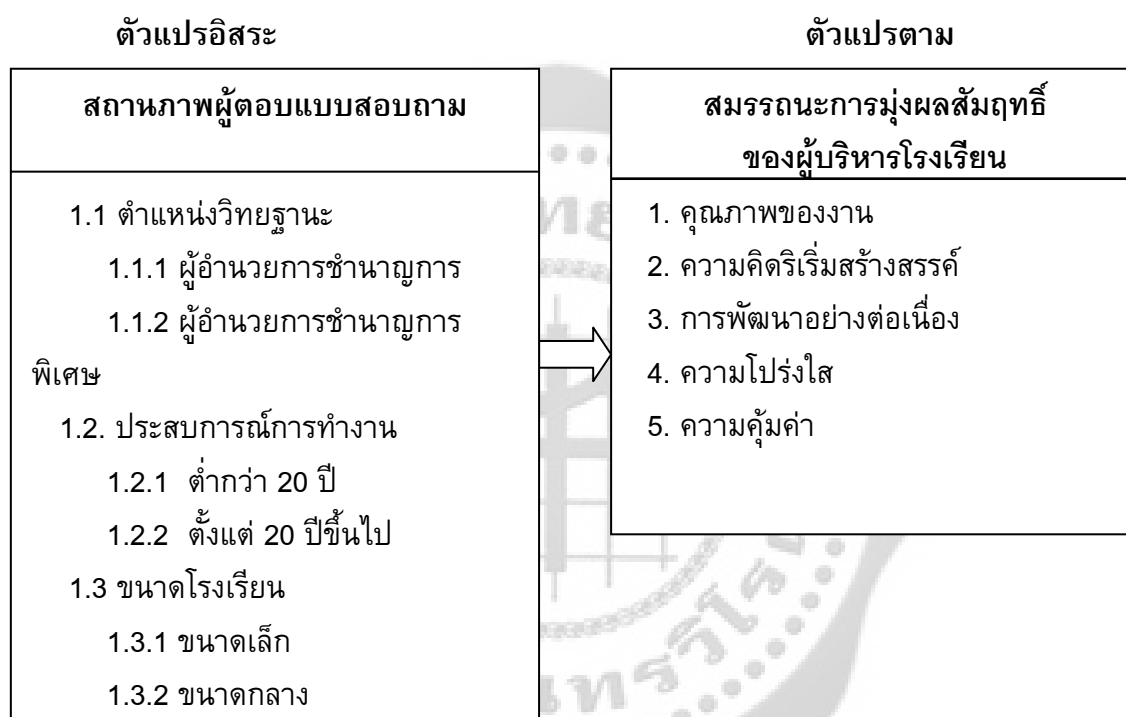 ตัวแปรอิสระ
สถานภาพผู้ตอบแบบสอบถาม
1.1 ตำแหน่งวิทยฐานะ
1.1.1 ผู้อำนวยการชำนาญการ
1.1.2 ผู้อำนวยการชำนาญการ
พิเศษ
1.2. ประสบการณ์การทำงาน
1.2.1 ต่ำกว่า 20 ปี
1.2.2 ตั้งแต่ 20 ปีขึ้นไป
1.3 ขนาดโรงเรียน
1.3.1 ขนาดเล็ก
1.3.2 ขนาดกลาง
ตัวแปรตาม
สมรรถนะการมุ่งผลสัมฤทธิ์
ของผู้บริหารโรงเรียน
1. คุณภาพของงาน
2. ความคิดริเริ่มสร้างสรรค์
3. การพัฒนาอย่างต่อเนื่อง
4. ความโปร่งใส
5. ความคุ้มค่า